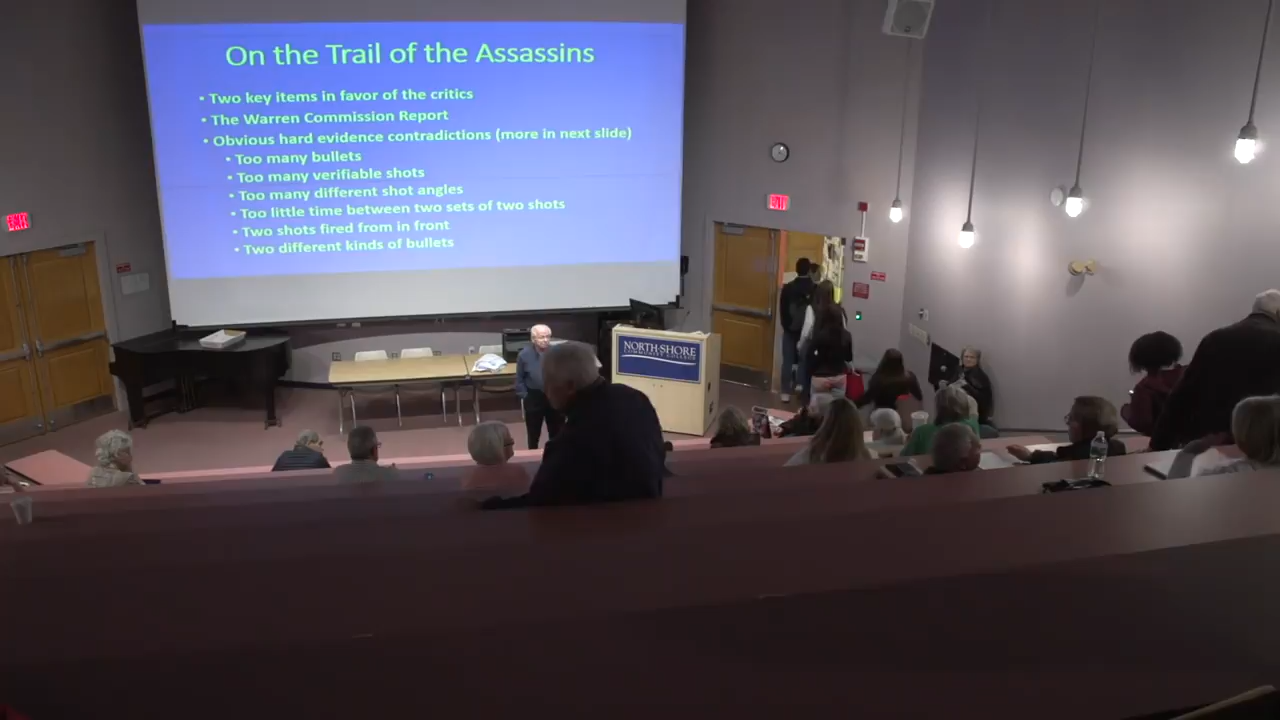 On the Trail of the Assassins
• Two key items in favor of the critics
• The Warren Commission Report
• Obvious hard evidence contradictions (more in next slide)
• Too many bullets
• Too many verifiable shots
• Too many different shot angles
• Too little time between two sets of two shots
• Two shots fired from in front
• Two different kinds of bullets
EXIT
EXIT
NORTH SHORE
COMMUNITY COLLEGE